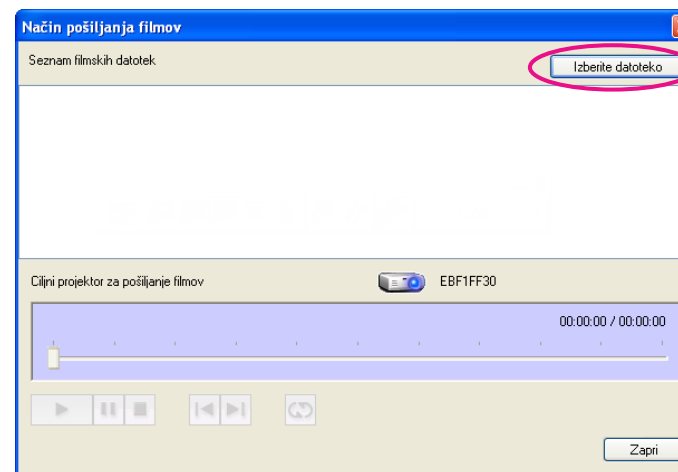 Način pošiljanja filmov
Seznam filmskih datotek
Izberite datoteko
Ciljni projektor za pošiljanje filmov
EBF1FF30
00:00:00 / 00:00:00
Zapri